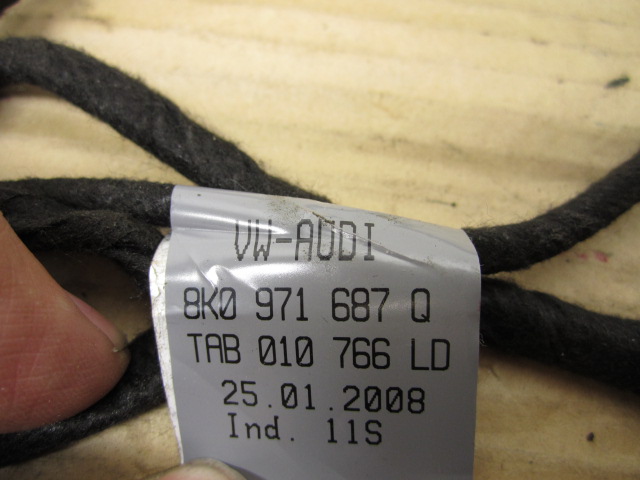 VW-AUDI
8K0 971 687 Q
TAB 010 766 LD
25.01.2008
Ind. 11S